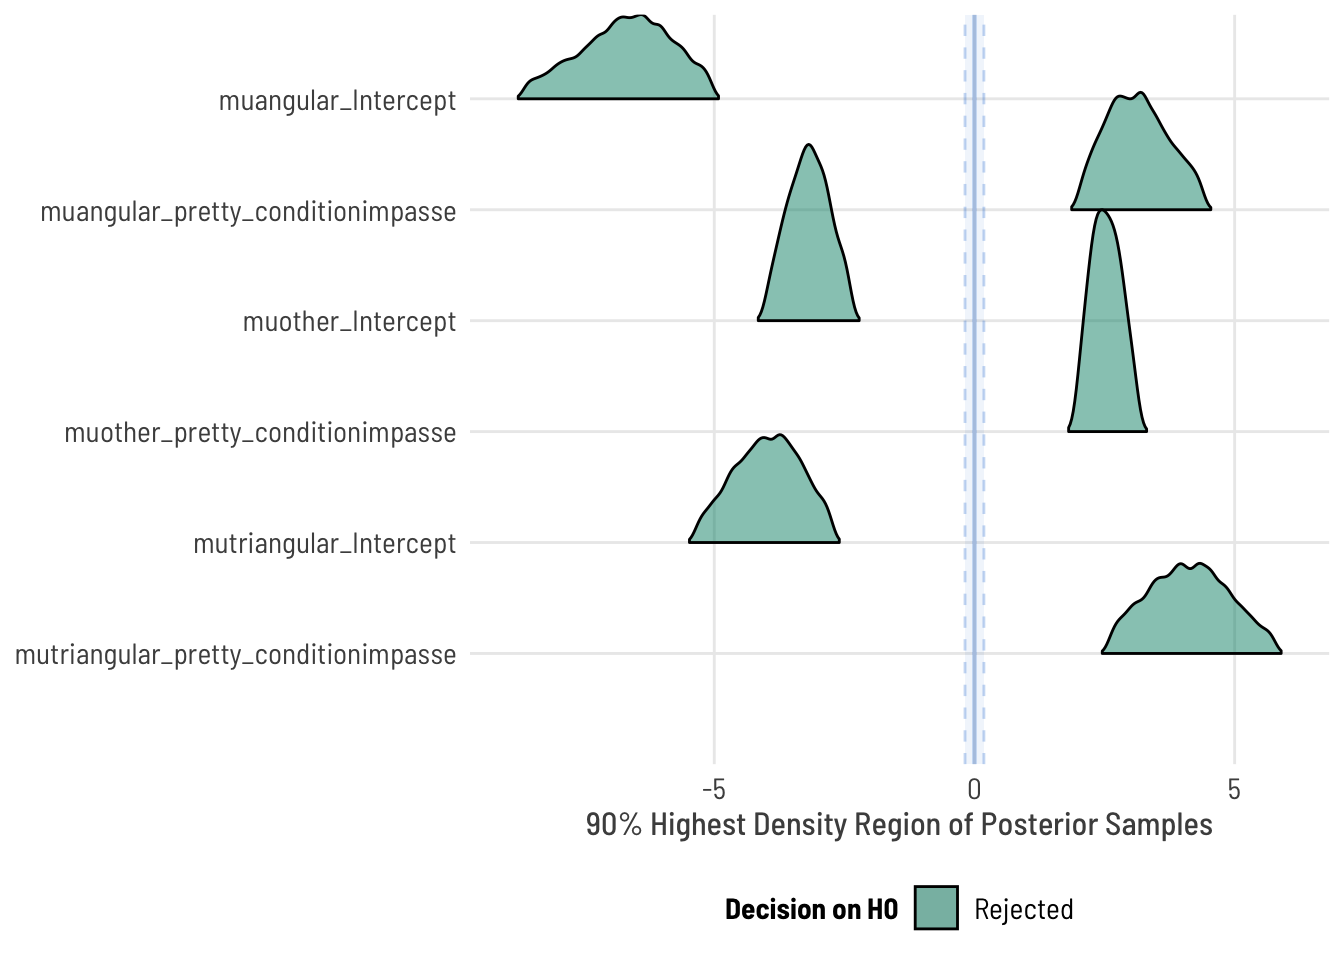 muangular_Intercept
muangular_pretty_conditionimpasse
muother_Intercept
muother_pretty_conditionimpasse
mutriangular_Intercept
mutriangular_pretty_conditionimpasse
-5 0 5
90% Highest Density Region of Posterior Samples
Decision on H0 Rejected